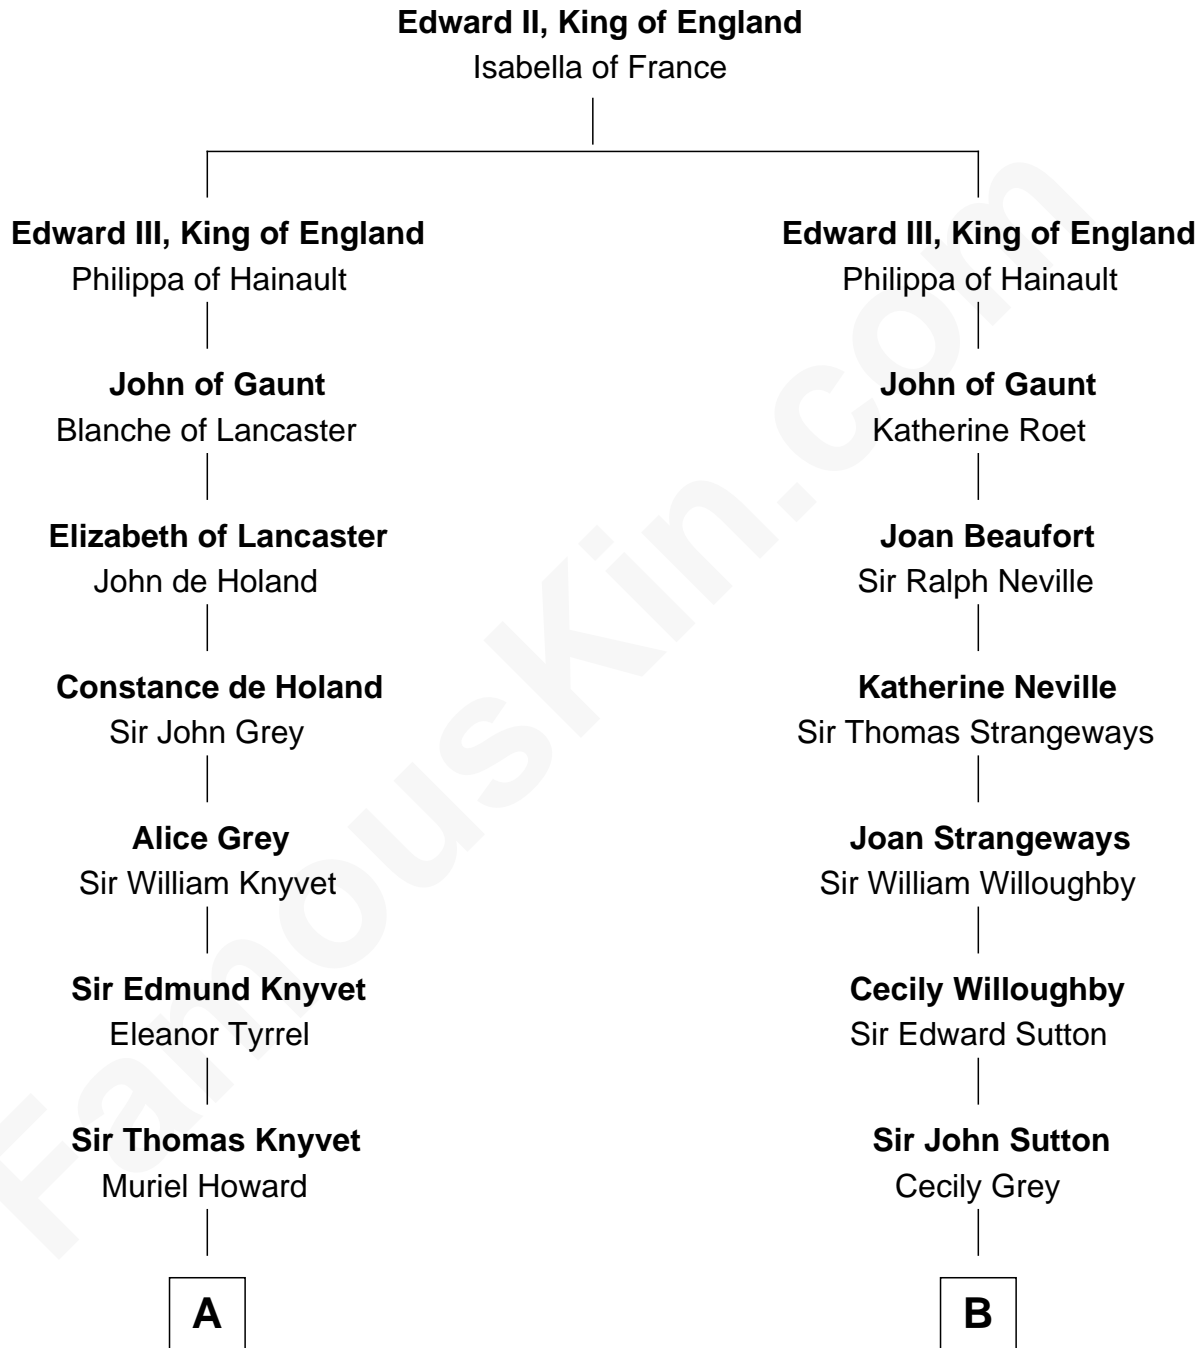 Edward II, King of England
Isabella of France
Edward III, King of England
Philippa of Hainault
Edward III, King of England
Philippa of Hainault
John of Gaunt
Blanche of Lancaster
John of Gaunt
Katherine Roet
Elizabeth of Lancaster
John de Holand
Joan Beaufort
Sir Ralph Neville
Constance de Holand
Sir John Grey
Katherine Neville
Sir Thomas Strangeways
Alice Grey
Sir William Knyvet
Joan Strangeways
Sir William Willoughby
Sir Edmund Knyvet
Eleanor Tyrrel
Cecily Willoughby
Sir Edward Sutton
Sir Thomas Knyvet
Muriel Howard
Sir John Sutton
Cecily Grey
A
B
FamousKin.com